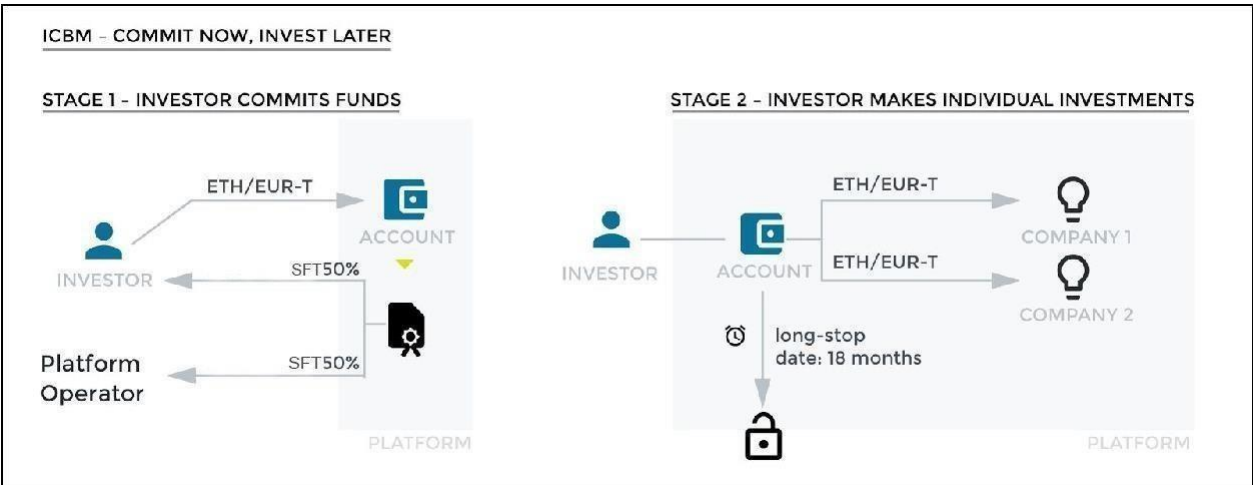 ICBM – COMMIT NOW, INVEST LATER
STAGE 1 – INVESTOR COMMITS FUNDS
ETH/EUR-T
ACCOUNT
INVESTOR
SFT50%
SFT50%
Platform
Operator
PLATFORM
STAGE 2 – INVESTOR MAKES INDIVIDUAL INVESTMENTS
INVESTOR
ACCOUNT
ETH/EUR-T
COMPANY 1
ETH/EUR-T
COMPANY 2
long-stop
date: 18 months
PLATFORM